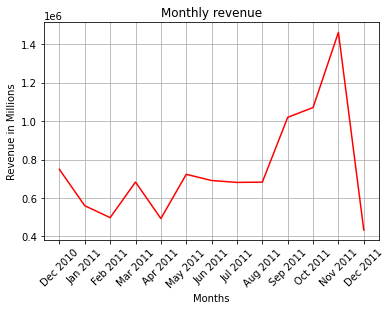 Monthly revenue
1e6
Revenue in Millions
1.4
1.2
1.0
0.8
0.6
0.4
Dec 2010
Jan 2011
Feb 2011
Mar 2011
Apr 2011
May 2011
Jun 2011
Jul 2011
Aug 2011
Sep 2011
Oct 2011
Nov 2011
Dec 2011
Months